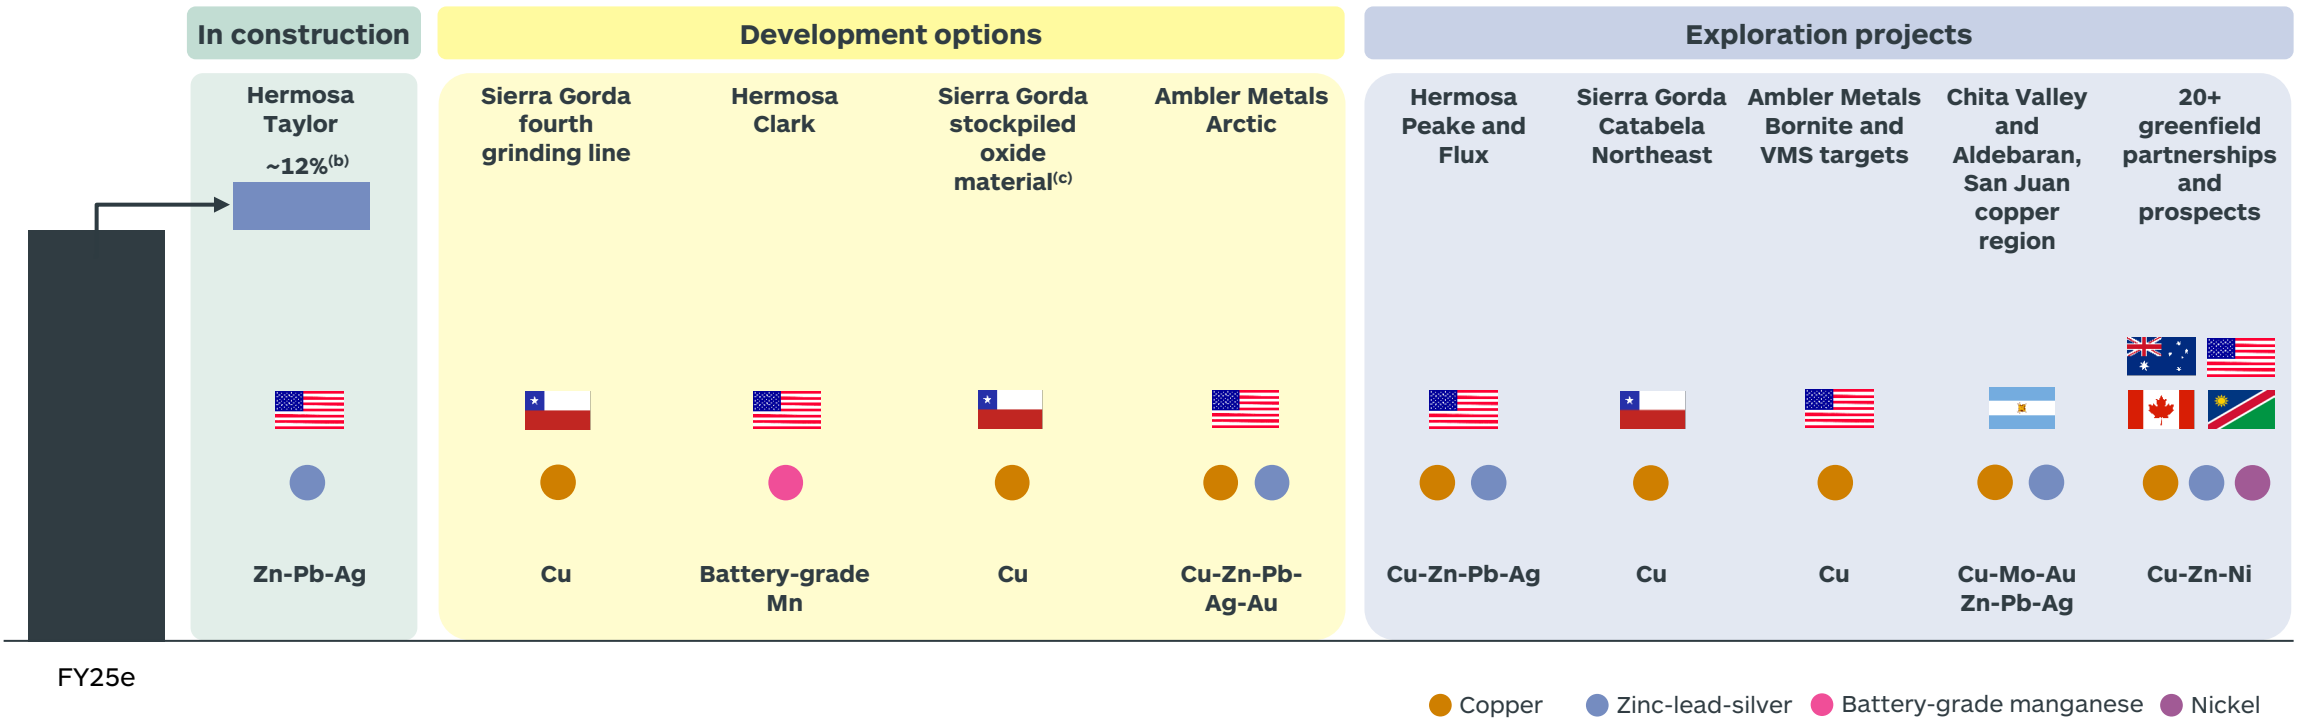 In construction
Development options
Exploration projects
Hermosa
Taylor
~12%(b)
Sierra Gorda
fourth
grinding line
Hermosa
Clark
Sierra Gorda
stockpiled
oxide
material(c)
Ambler Metals
Arctic
Hermosa
Peake and
Flux
Sierra Gorda
Catabela
Northeast
Ambler Metals
Bornite and
VMS targets
Chita Valley
and
Aldebaran,
San Juan
copper
region
20+
greenfield
partnerships
and
prospects
Zn-Pb-Ag
Cu
Battery-grade
Mn
Cu
Cu-Zn-Pb-
Ag-Au
Cu-Zn-Pb-Ag
Cu
Cu
Cu-Mo-Au
Zn-Pb-Ag
Cu-Zn-Ni
FY25e
Copper
Zinc-lead-silver
Battery-grade manganese
Nickel